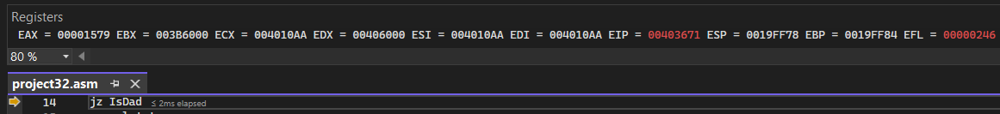 Registers
EAX = 00001579 EBX = 003B6000 ECX = 004010AA EDX = 00406000 ESI = 004010AA EDI = 004010AA EIP = 00403671 ESP = 0019FF78 EBP = 0019FF84 EFL = 00000246
80 %
project32.asm
14 jz IsDad ≤ 2ms elapsed